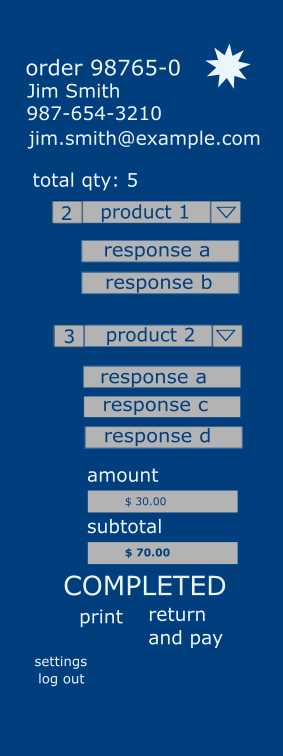 order 98765-0
Jim Smith
987-654-3210
jim.smith@example.com
total qty: 5
2 product 1
response a
response b
3 product 2
response a
response c
response d
amount
$ 30.00
subtotal
$ 70.00
COMPLETED
print return
and pay
settings
log out